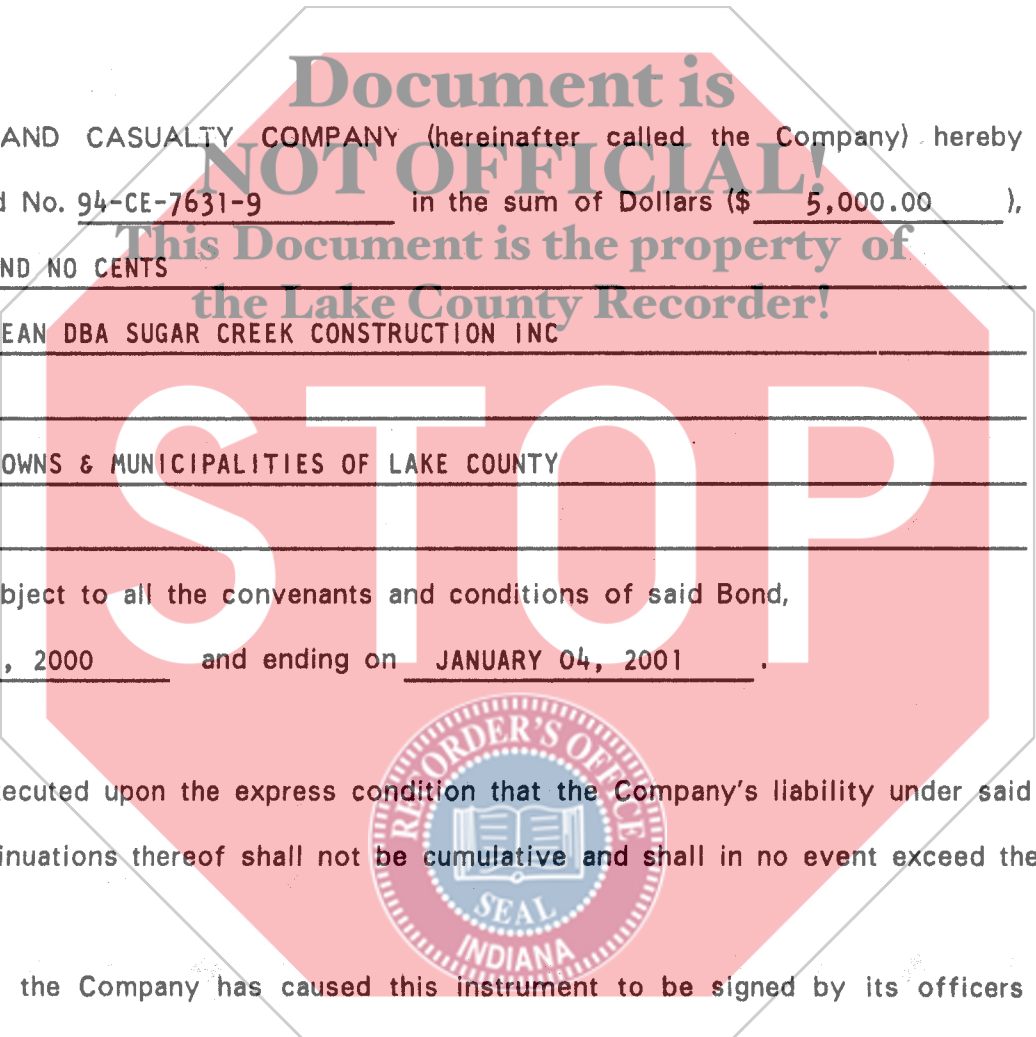 Document is
AND CASUALTY COMPANY (hereinafter called the Company) hereby
NOT OFFICIAL!
No. 94-CE-7631-9 in the sum of Dollars ($ 5,000.00 ),
This Document is the property of
ND NO CENTS
the Lake County Recorder!
EAN DBA SUGAR CREEK CONSTRUCTION INC
STOP
OWNS & MUNICIPALITIES OF LAKE COUNTY
bject to all the convenants and conditions of said Bond,
, 2000 and ending on JANUARY 04, 2001 .
RECORDER'S OFFICE
ecuted upon the express condition that the Company's liability under said
inuations thereof shall not be cumulative and shall in no event exceed the
SEAL
INDIANA
the Company has caused this instrument to be signed by its officers